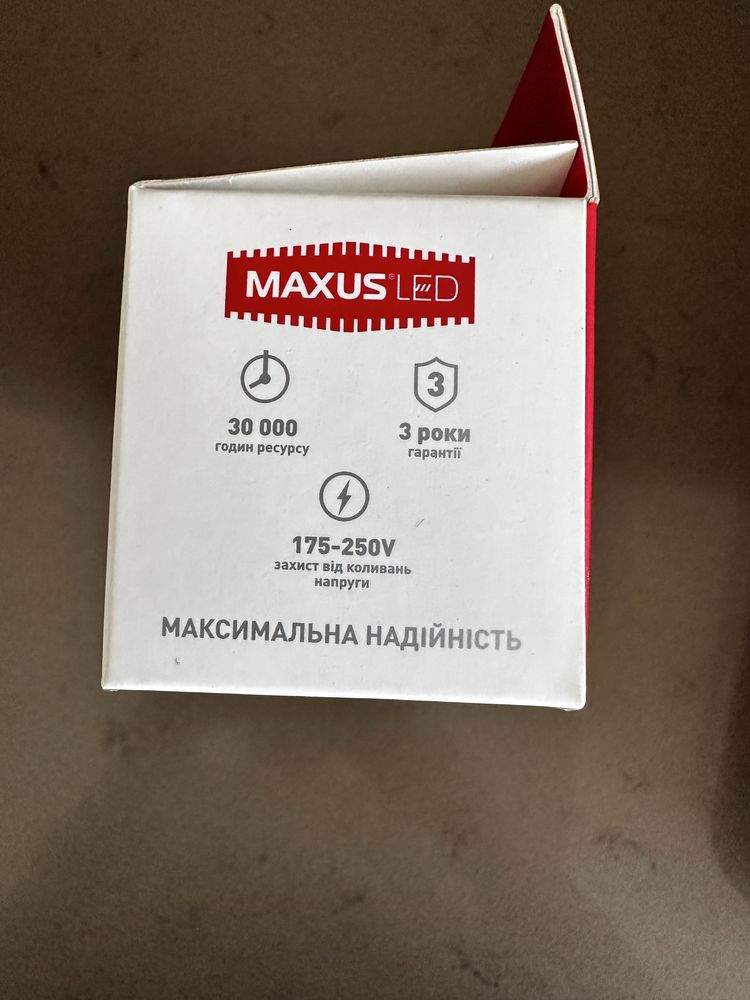 MAXUS® LED
3
30 000
годин ресурсу
3 роки
гарантії
175-250V
захист від коливань
напруги
МАКСИМАЛЬНА НАДІЙНІСТЬ